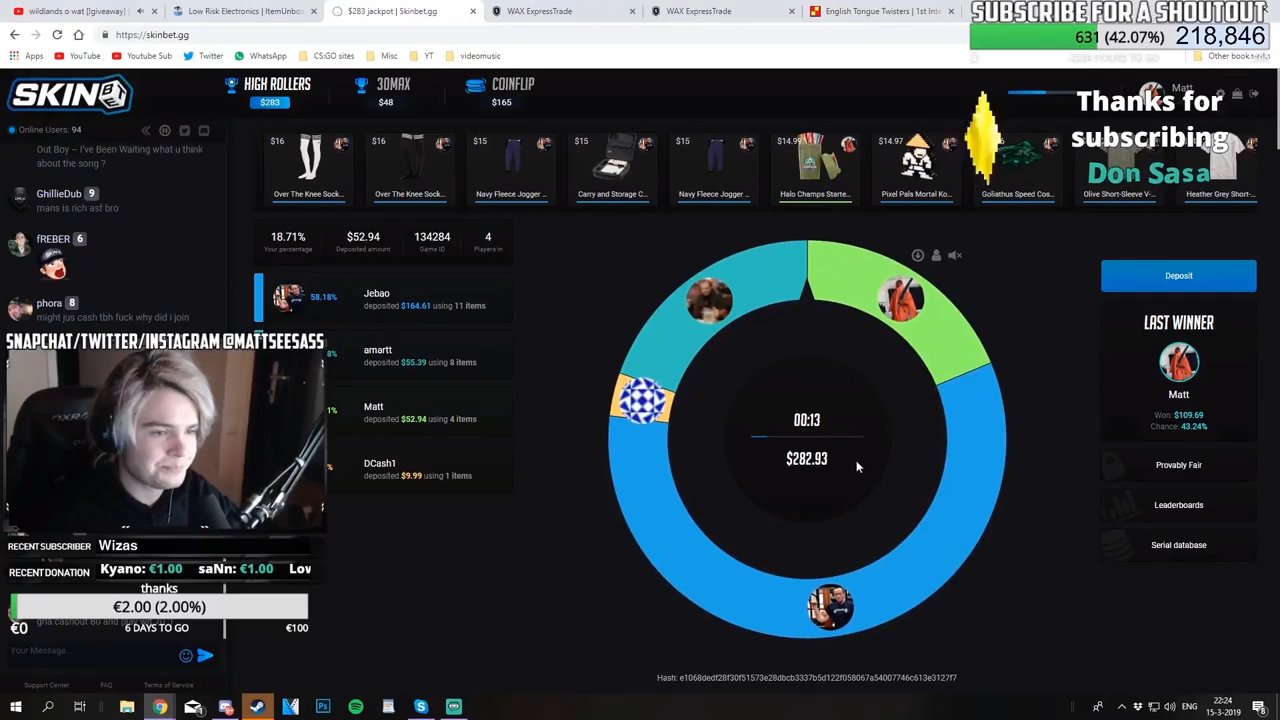 wildlands o wat [!giveaway]
Low Risk Electronics | ItemUnbox
$283 jackpot | Skinbet.gg
WAX ExpressTrade
WAX ExpressTrade
English Tongue Twisters | 1st Inte
SUBSCRIBE FOR A SHOUTOUT
https://skinbet.gg
631 (42.07%)
218,846
Apps
YouTube
Youtube Sub
Twitter
WhatsApp
CS:GO sites
Misc
YT
videomusic
Other bookmarks
SKIN
HIGH ROLLERS
$283
30MAX
$48
COINFLIP
$165
Matt
Thanks for
subscribing
Don Sasa
Online Users: 94
Out Boy – I've Been Waiting what u think
about the song ?
GhillieDub 9
mans is rich asf bro
fREBER 6
phora 8
might jus cash tbh fuck why did i join
$16
Over The Knee Sock...
$16
Over The Knee Sock...
$15
Navy Fleece Jogger ...
$15
Carry and Storage C...
$15
Navy Fleece Jogger ...
$14.99
Halo Champs Starte...
$14.97
Pixel Pals Mortal Ko...
Goliathus Speed Cos...
Olive Short-Sleeve V-...
Heather Grey Short-...
18.71%
Your percentage
$52.94
Deposited amount
134284
Game ID
4
Players in
58.18%
Jebao
deposited $164.61 using 11 items
8%
amartt
deposited $55.39 using 8 items
1%
Matt
deposited $52.94 using 4 items
%
DCash1
deposited $9.99 using 1 items
00:13
$282.93
Deposit
LAST WINNER
Matt
Won: $109.69
Chance: 43.24%
Provably Fair
Leaderboards
Serial database
SNAPCHAT/TWITTER/INSTAGRAM @MATTSEESASS
DXRA
RECENT SUBSCRIBER
Wizas
RECENT DONATION
Kyano: €1.00 saNn: €1.00 Lov
thanks
€2.00 (2.00%)
€0
6 DAYS TO GO
€100
Your Message...
Support Center
FAQ
Terms of Service
Hash: e1068dedf28f30f51573e28dbcb3337b5d122f058067a54007746c613e3127f7
ENG
22:24
15-3-2019